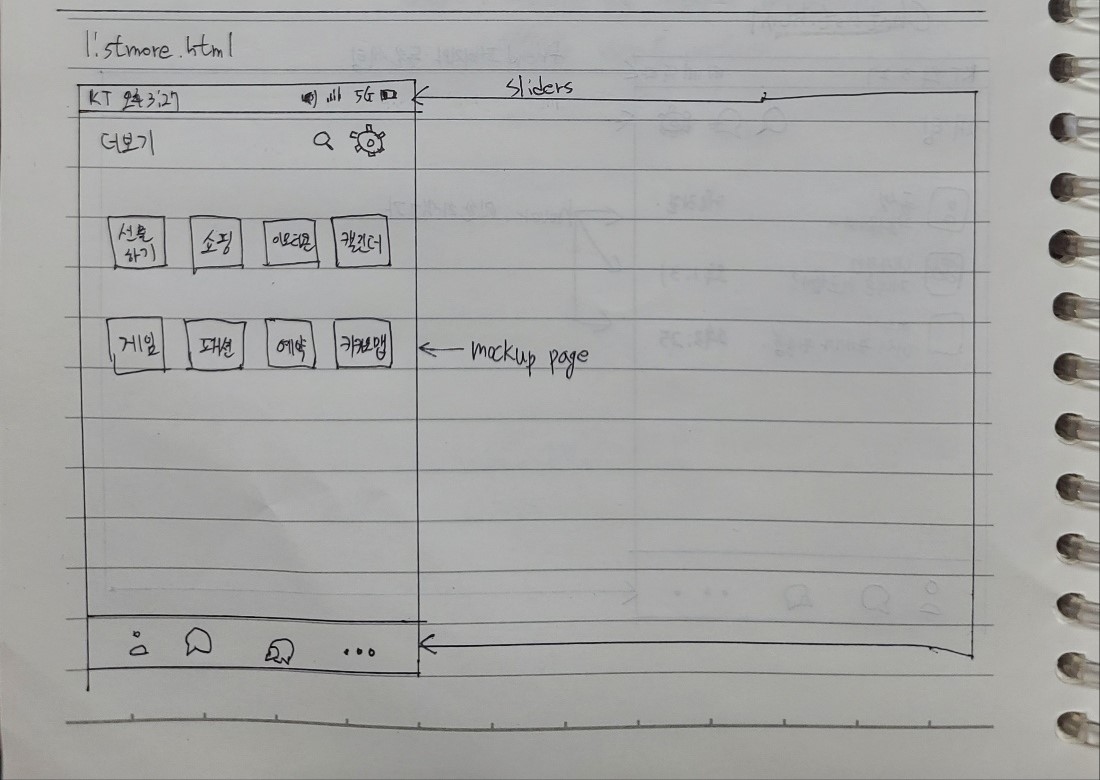 listmore.html
KT 오후 3:27 5G
sliders
더보기
선물
하기
쇼핑
이모티콘
캘린더
게임
패션
예약
카카오맵
mockup page